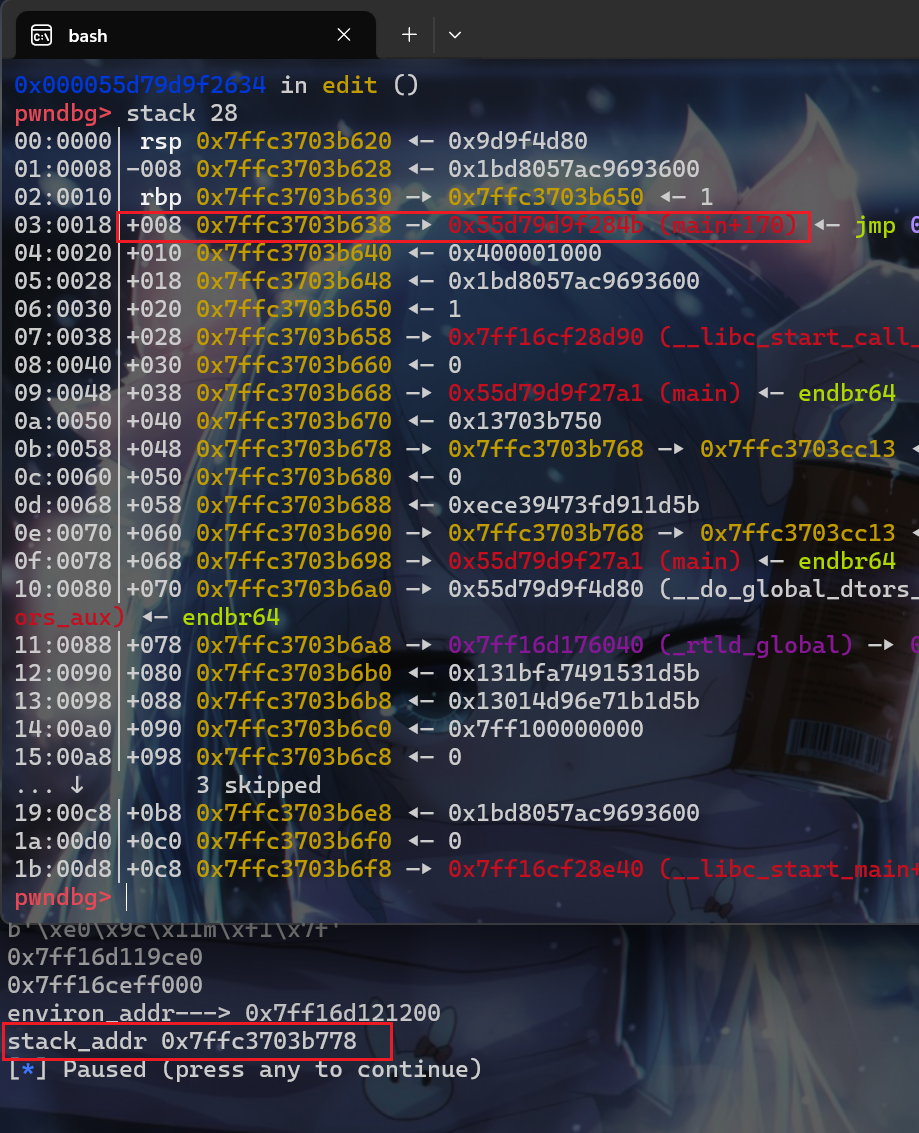 bash
0x000055d79d9f2634 in edit ()
pwndbg> stack 28
00:0000│ rsp 0x7ffc3703b620 ◂— 0x9d9f4d80
01:0008│-008 0x7ffc3703b628 ◂— 0x1bd8057ac9693600
02:0010│ rbp 0x7ffc3703b630 —▸ 0x7ffc3703b650 ◂— 1
03:0018│+008 0x7ffc3703b638 —▸ 0x55d79d9f284b (main+170) ◂— jmp 0
04:0020│+010 0x7ffc3703b640 ◂— 0x400001000
05:0028│+018 0x7ffc3703b648 ◂— 0x1bd8057ac9693600
06:0030│+020 0x7ffc3703b650 ◂— 1
07:0038│+028 0x7ffc3703b658 —▸ 0x7ff16cf28d90 (__libc_start_call_
08:0040│+030 0x7ffc3703b660 ◂— 0
09:0048│+038 0x7ffc3703b668 —▸ 0x55d79d9f27a1 (main) ◂— endbr64
0a:0050│+040 0x7ffc3703b670 ◂— 0x13703b750
0b:0058│+048 0x7ffc3703b678 —▸ 0x7ffc3703b768 —▸ 0x7ffc3703cc13
0c:0060│+050 0x7ffc3703b680 ◂— 0
0d:0068│+058 0x7ffc3703b688 ◂— 0xece39473fd911d5b
0e:0070│+060 0x7ffc3703b690 —▸ 0x7ffc3703b768 —▸ 0x7ffc3703cc13
0f:0078│+068 0x7ffc3703b698 —▸ 0x55d79d9f27a1 (main) ◂— endbr64
10:0080│+070 0x7ffc3703b6a0 —▸ 0x55d79d9f4d80 (__do_global_dtors_
ors_aux) ◂— endbr64
11:0088│+078 0x7ffc3703b6a8 —▸ 0x7ff16d176040 (_rtld_global) —▸ 0
12:0090│+080 0x7ffc3703b6b0 ◂— 0x131bfa7491531d5b
13:0098│+088 0x7ffc3703b6b8 ◂— 0x13014d96e71b1d5b
14:00a0│+090 0x7ffc3703b6c0 ◂— 0x7ff100000000
15:00a8│+098 0x7ffc3703b6c8 ◂— 0
... ↓ 3 skipped
19:00c8│+0b8 0x7ffc3703b6e8 ◂— 0x1bd8057ac9693600
1a:00d0│+0c0 0x7ffc3703b6f0 ◂— 0
1b:00d8│+0c8 0x7ffc3703b6f8 —▸ 0x7ff16cf28e40 (__libc_start_main+
pwndbg>
b'\xe0\x9c\x11m\xf1\x7f'
0x7ff16d119ce0
0x7ff16ceff000
environ_addr---> 0x7ff16d121200
stack_addr 0x7ffc3703b778
[*] Paused (press any to continue)